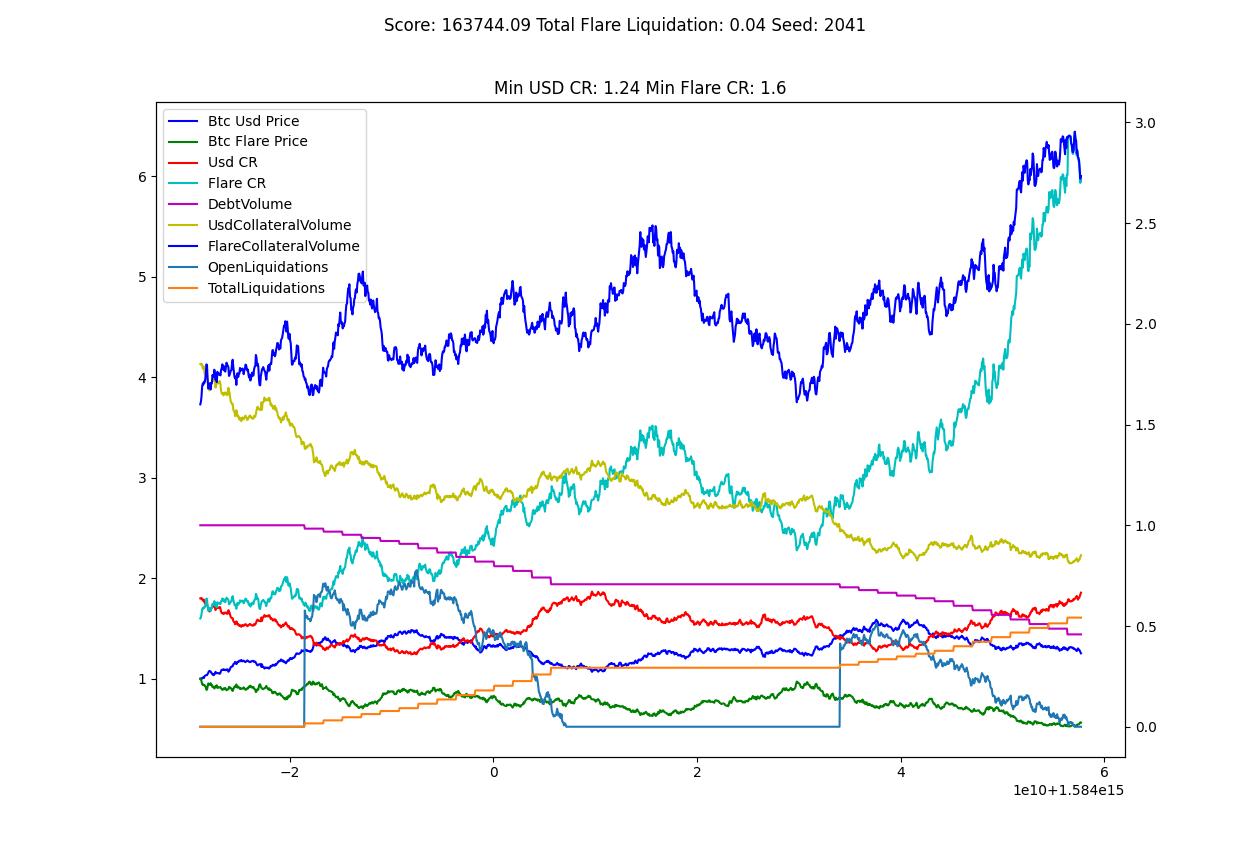 Score: 163744.09 Total Flare Liquidation: 0.04 Seed: 2041
Min USD CR: 1.24 Min Flare CR: 1.6
Btc Usd Price
Btc Flare Price
Usd CR
Flare CR
DebtVolume
UsdCollateralVolume
FlareCollateralVolume
OpenLiquidations
TotalLiquidations
6
5
4
3
2
1
3.0
2.5
2.0
1.5
1.0
0.5
0.0
−2
0
2
4
6
1e10+1.584e15